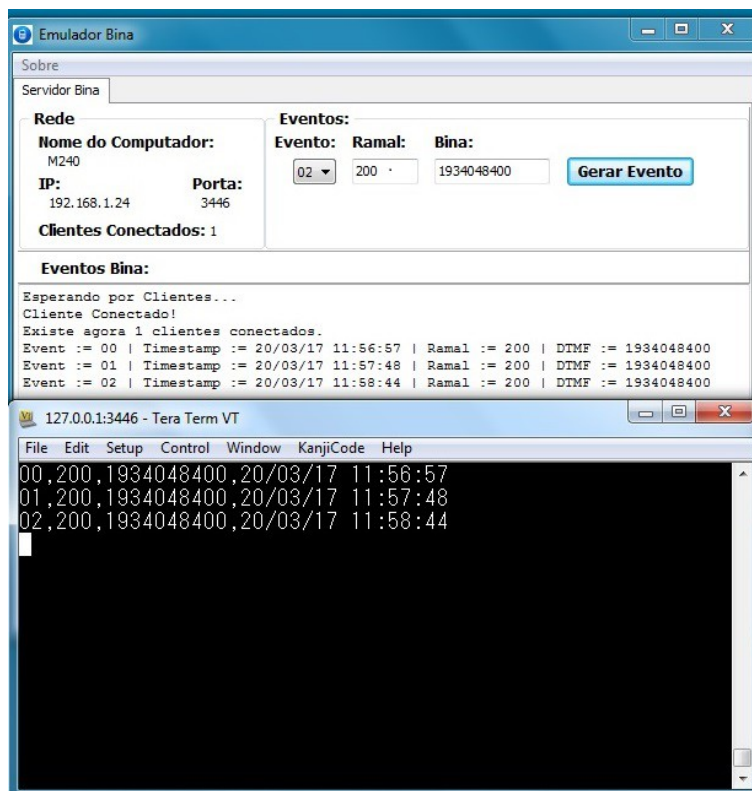 Emulador Bina
Sobre
Servidor Bina
Rede
Nome do Computador:
M240
IP: Porta:
192.168.1.24 3446
Clientes Conectados: 1
Eventos:
Evento: Ramal: Bina:
02 200 1934048400 Gerar Evento
Eventos Bina:
Esperando por Clientes...
Cliente Conectado!
Existe agora 1 clientes conectados.
Event := 00 | Timestamp := 20/03/17 11:56:57 | Ramal := 200 | DTMF := 1934048400
Event := 01 | Timestamp := 20/03/17 11:57:48 | Ramal := 200 | DTMF := 1934048400
Event := 02 | Timestamp := 20/03/17 11:58:44 | Ramal := 200 | DTMF := 1934048400
127.0.0.1:3446 - Tera Term VT
File Edit Setup Control Window KanjiCode Help
00,200,1934048400,20/03/17 11:56:57
01,200,1934048400,20/03/17 11:57:48
02,200,1934048400,20/03/17 11:58:44